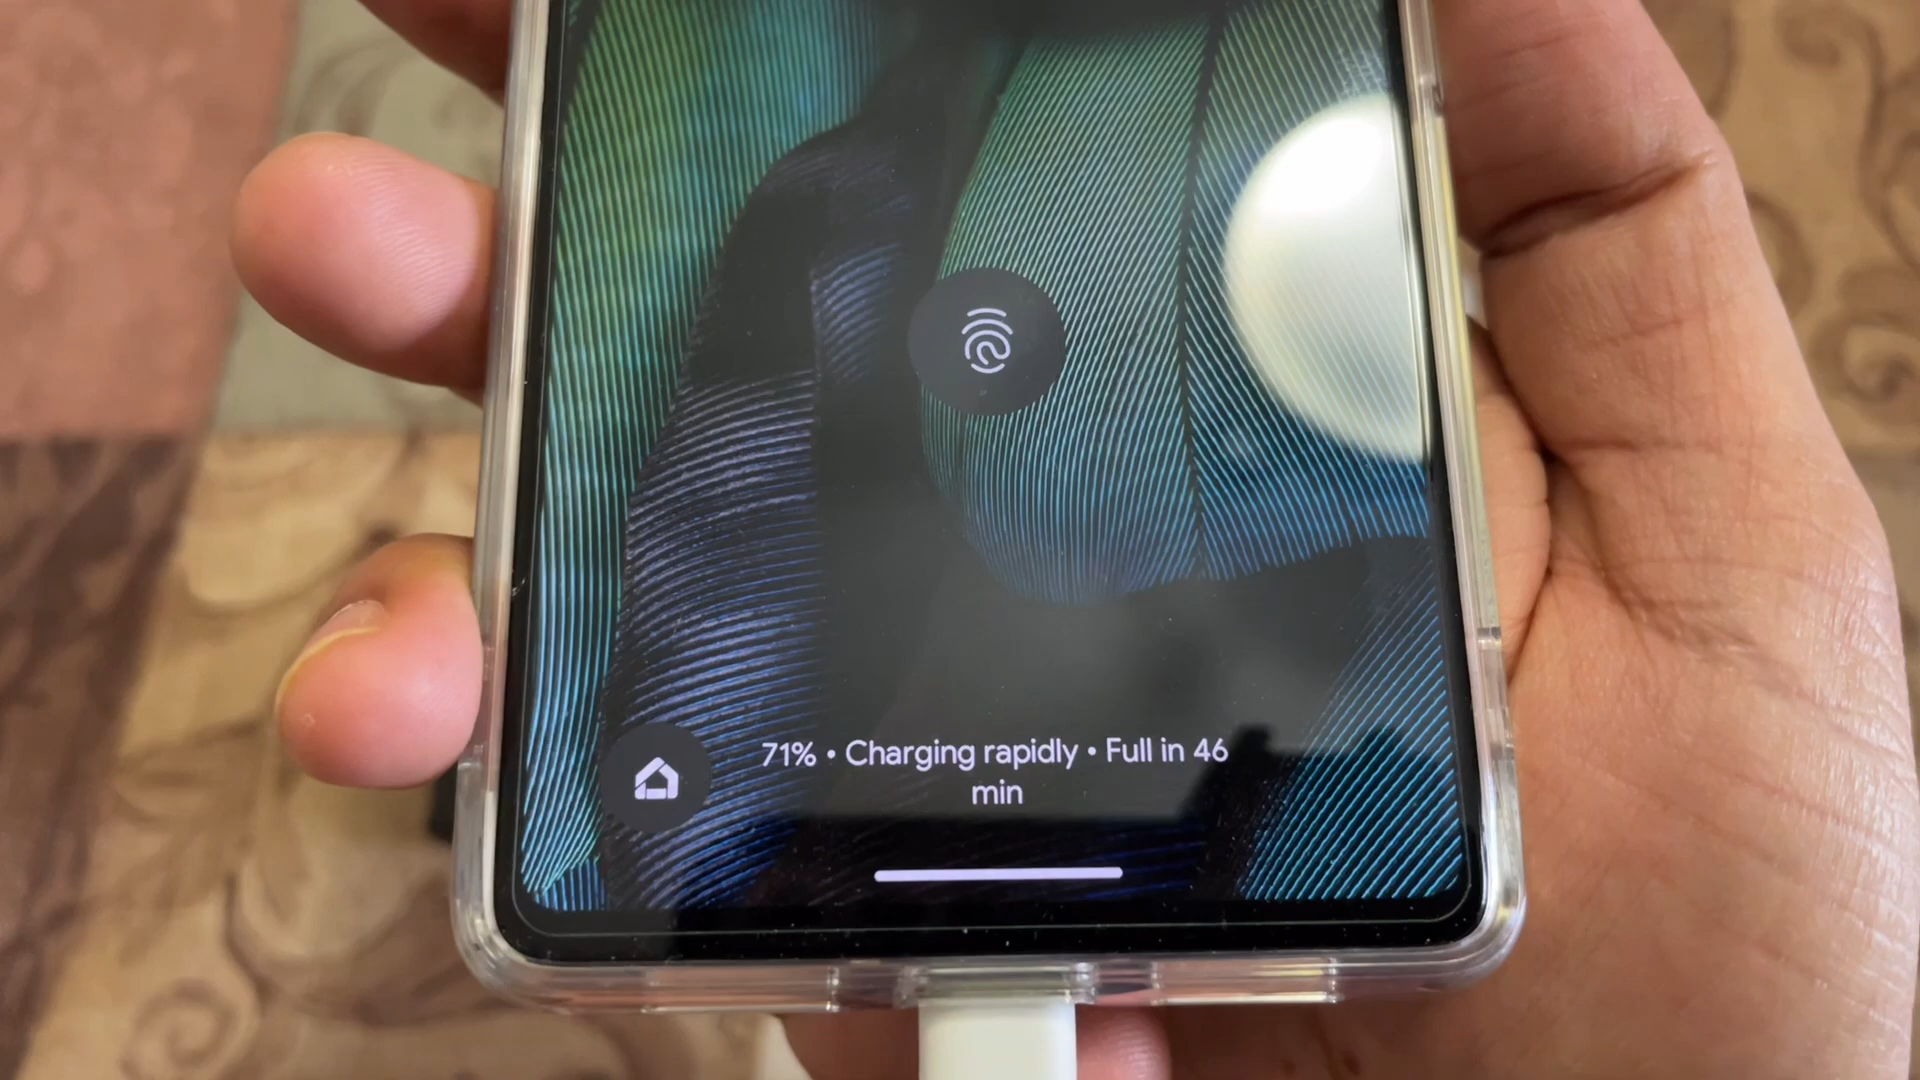 71% • Charging rapidly • Full in 46
min